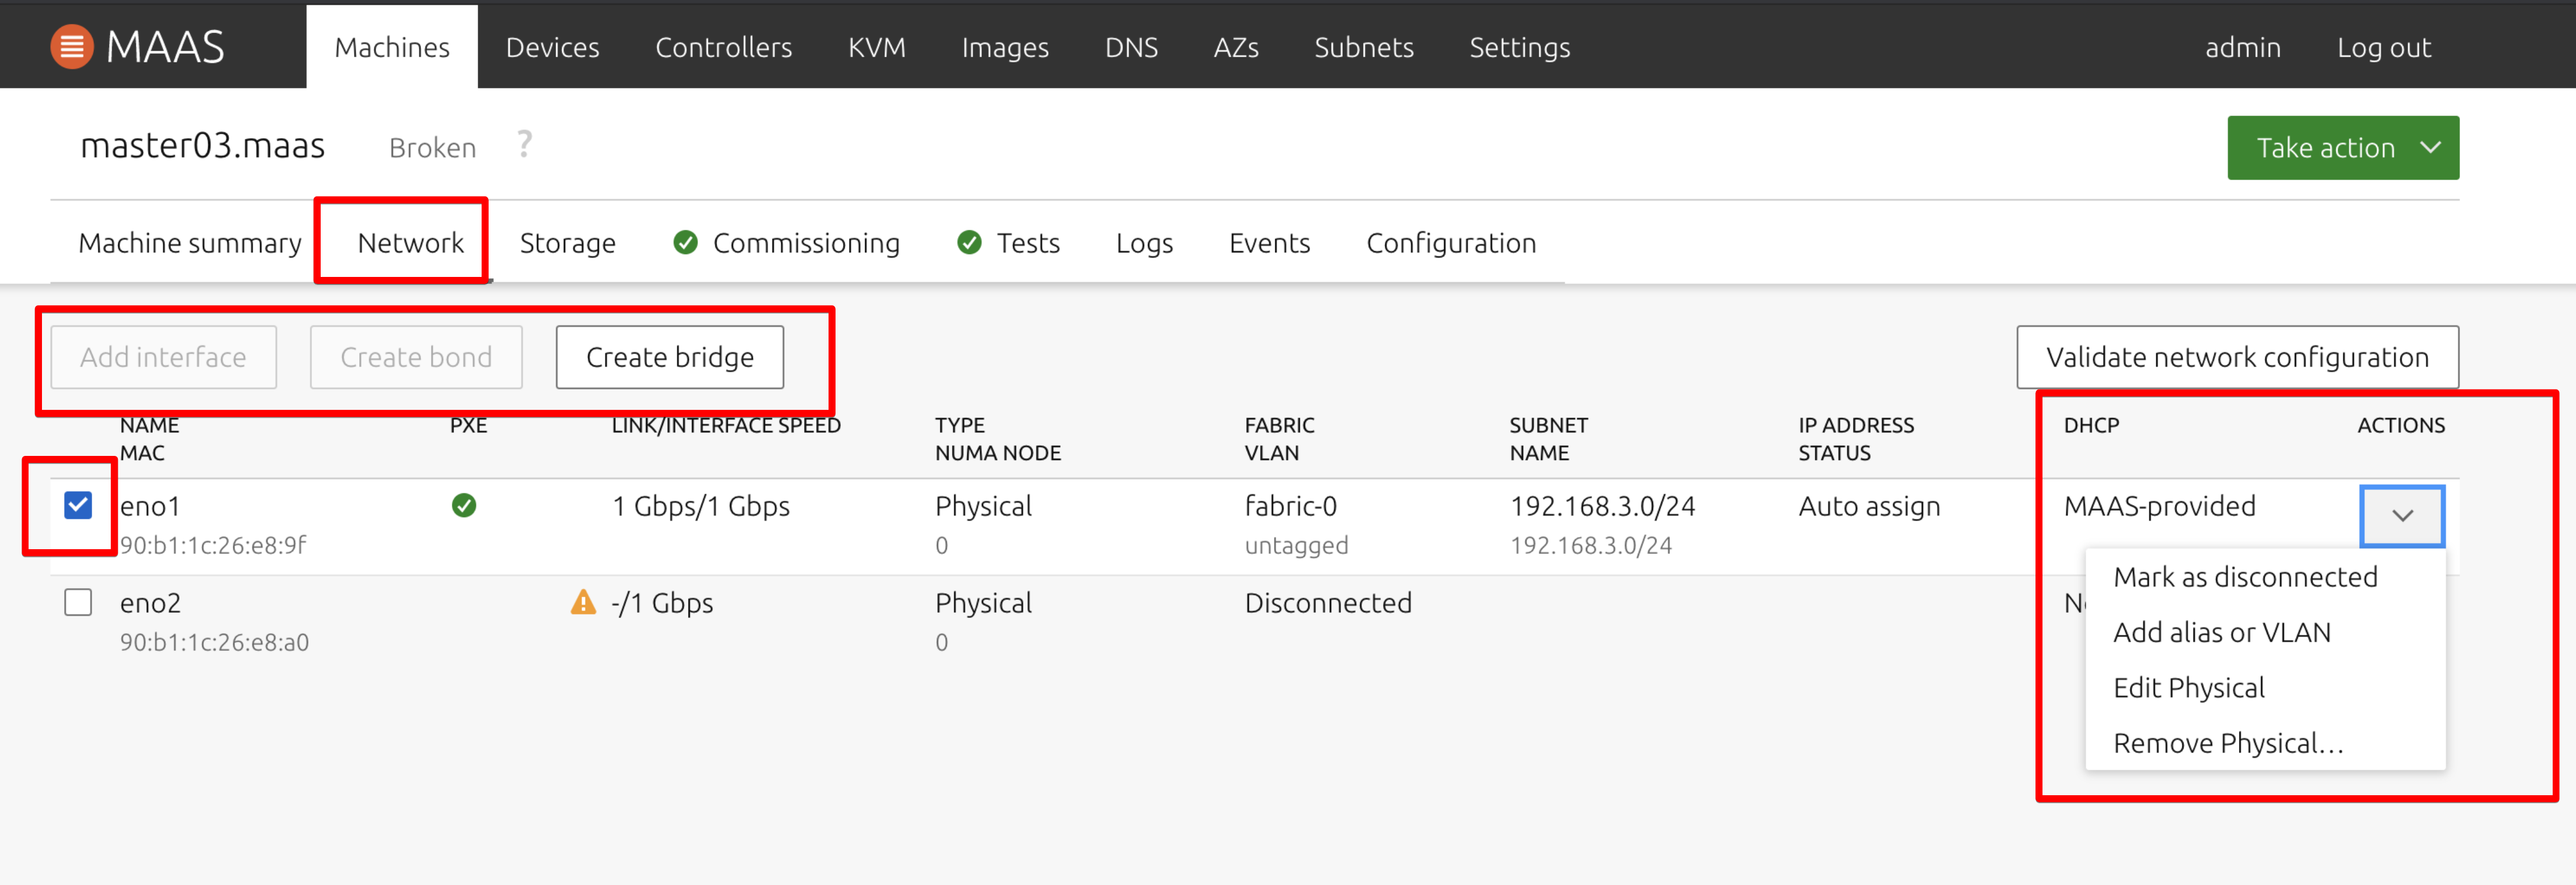 MAAS Machines Devices Controllers KVM Images DNS AZs Subnets Settings admin Log out
master03.maas Broken ? Take action
Machine summary Network Storage Commissioning Tests Logs Events Configuration
Add interface Create bond Create bridge Validate network configuration
NAME PXE LINK/INTERFACE SPEED TYPE FABRIC SUBNET IP ADDRESS DHCP ACTIONS
MAC NUMA NODE VLAN NAME STATUS
eno1 1 Gbps/1 Gbps Physical fabric-0 192.168.3.0/24 Auto assign MAAS-provided
90:b1:1c:26:e8:9f 0 untagged 192.168.3.0/24
Mark as disconnected
eno2 -/1 Gbps Physical Disconnected
Add alias or VLAN
90:b1:1c:26:e8:a0 0
Edit Physical
Remove Physical…